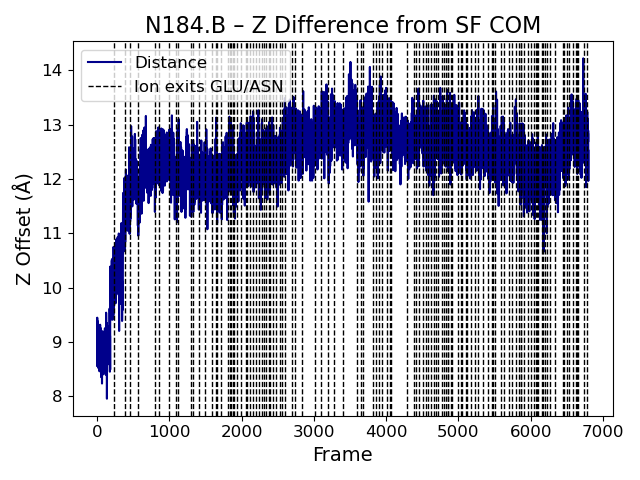 N184.B – Z Difference from SF COM
Distance
Ion exits GLU/ASN
Z Offset (Å)
14
13
12
11
10
9
8
0 1000 2000 3000 4000 5000 6000 7000
Frame